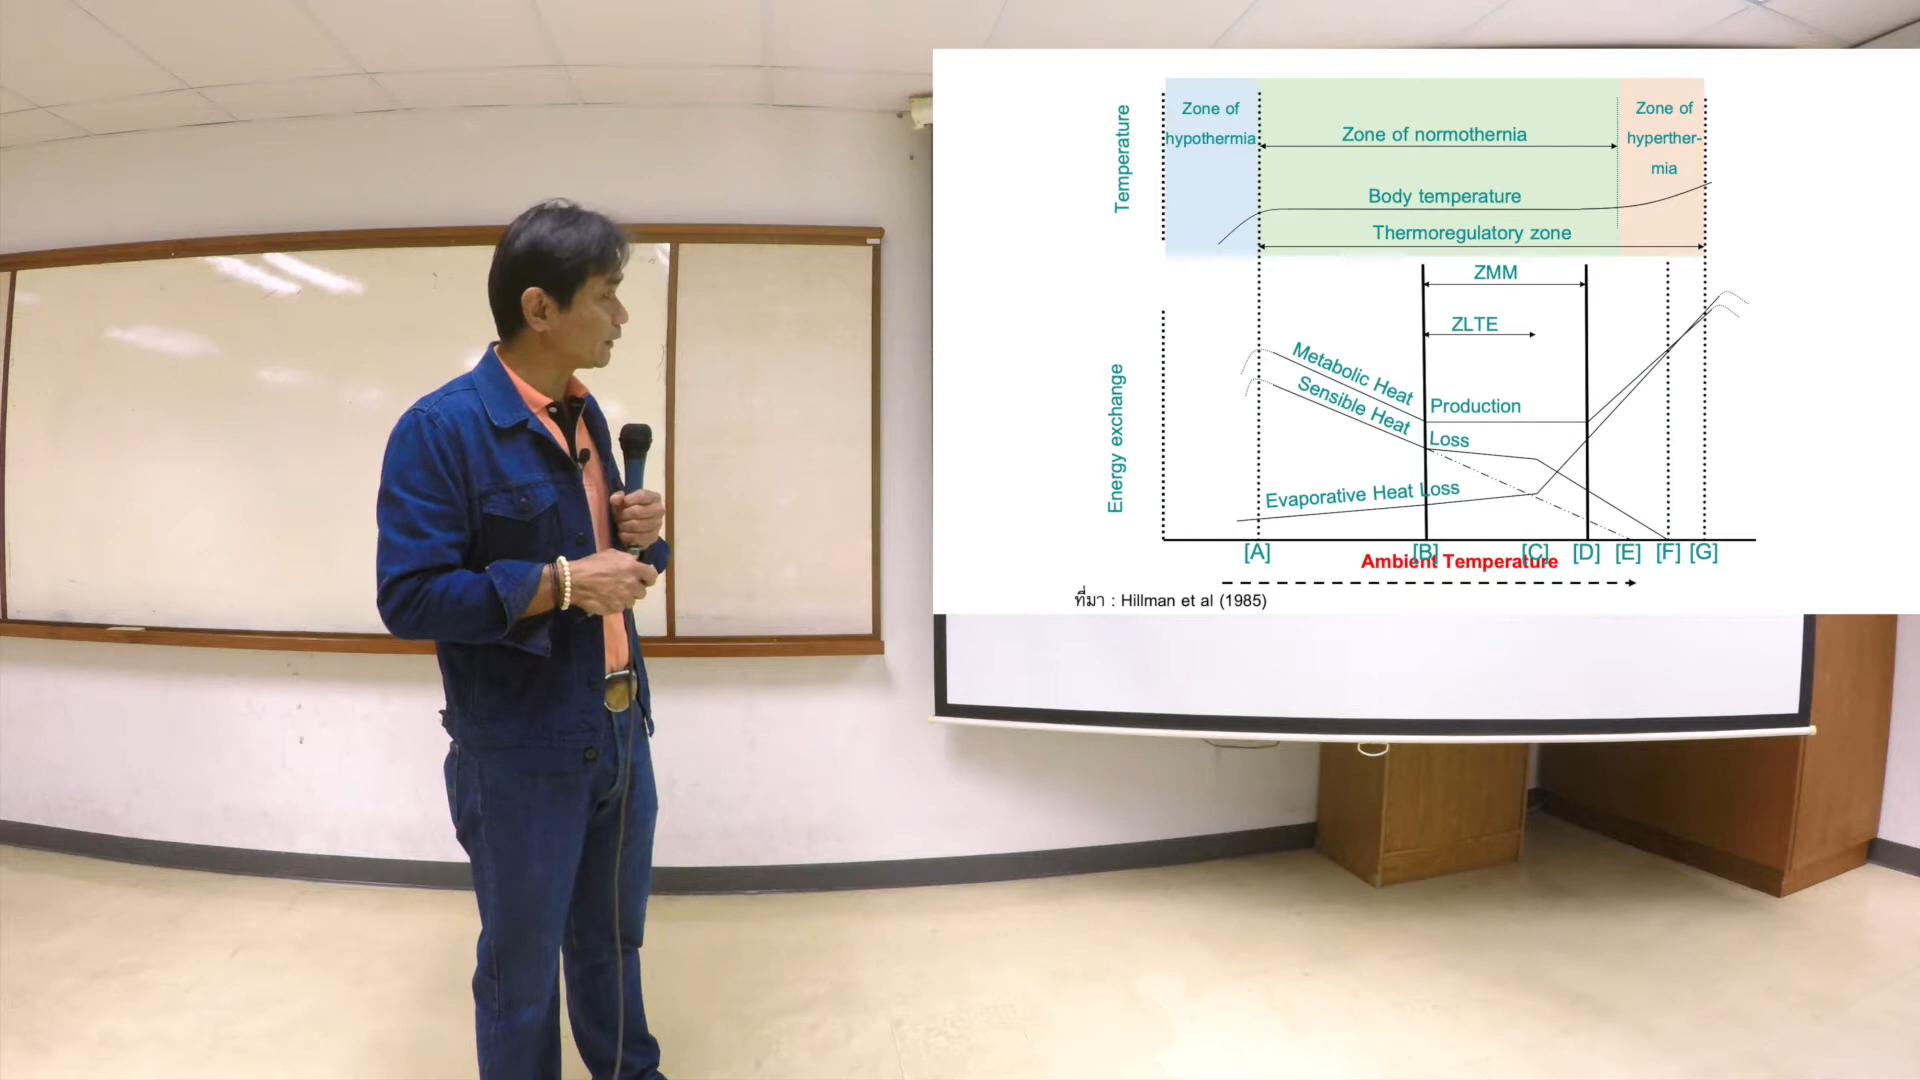 Temperature
Zone of
hypothermia
Zone of normothernia
Zone of
hyperther-
mia
Body temperature
Thermoregulatory zone
ZMM
ZLTE
Energy exchange
Metabolic Heat Production
Sensible Heat Loss
Evaporative Heat Loss
[A] [B] [C] [D] [E] [F] [G]
Ambient Temperature
ที่มา : Hillman et al (1985)